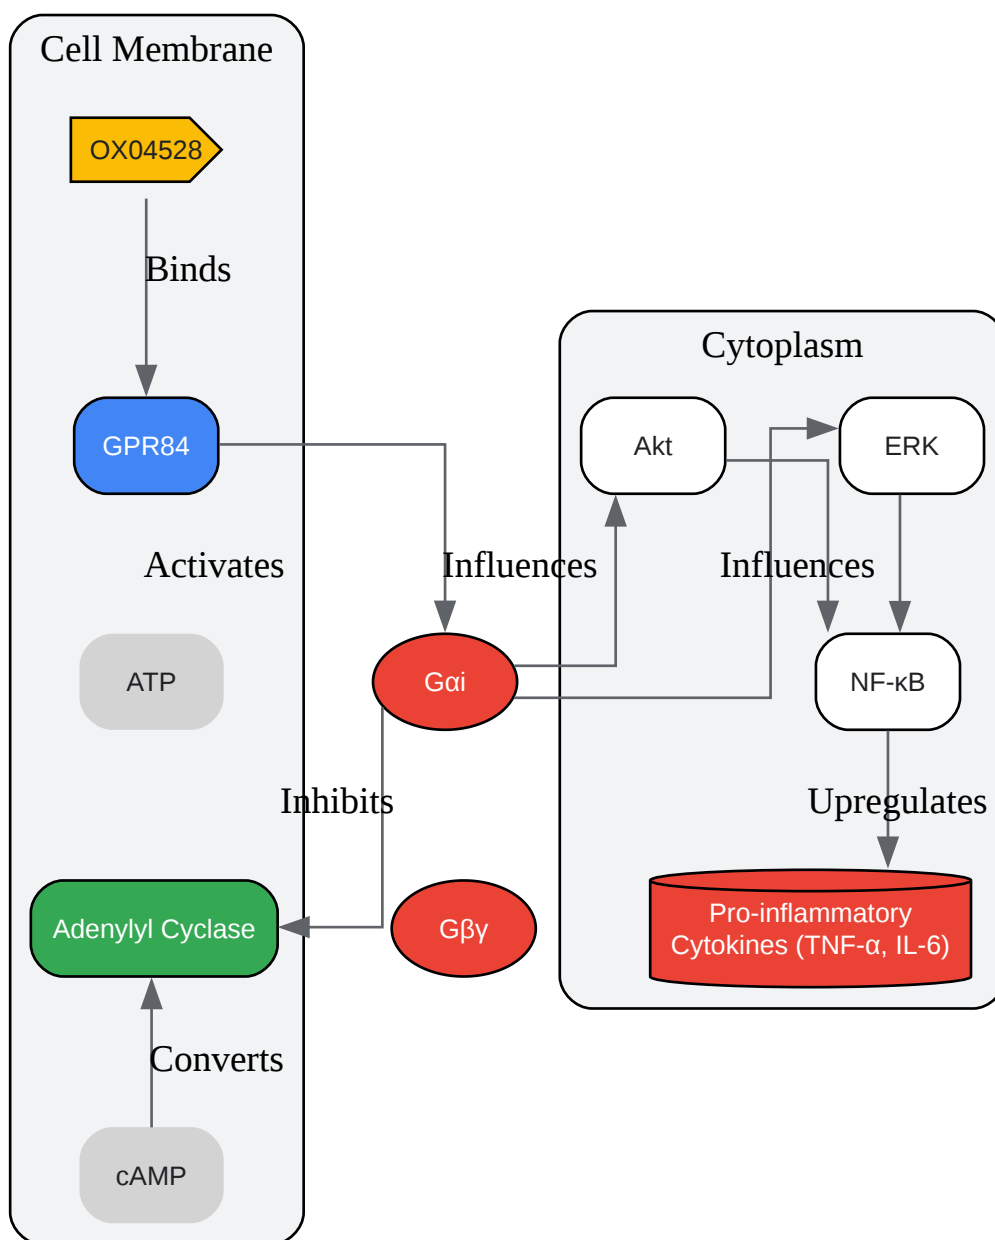 Cell Membrane
OX04528
Binds
Cytoplasm
GPR84
Akt
ERK
Activates
Influences
Influences
ATP
Gαi
NF-κB
Inhibits
Upregulates
Adenylyl Cyclase
Gβγ
Pro-inflammatory
Cytokines (TNF-α, IL-6)
Converts
cAMP